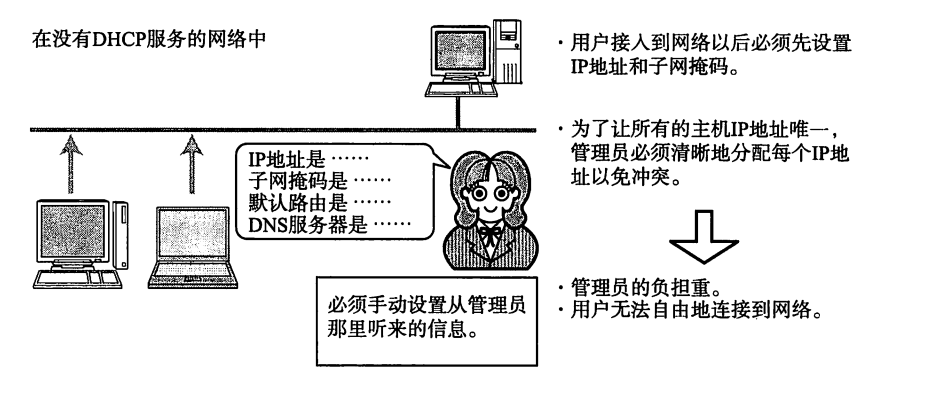 在没有DHCP服务的网络中
· 用户接入到网络以后必须先设置
IP地址和子网掩码。
· 为了让所有的主机IP地址唯一，
管理员必须清晰地分配每个IP地
址以免冲突。
IP地址是 ……
子网掩码是 ……
默认路由是 ……
DNS服务器是 ……
必须手动设置从管理员
那里听来的信息。
· 管理员的负担重。
· 用户无法自由地连接到网络。